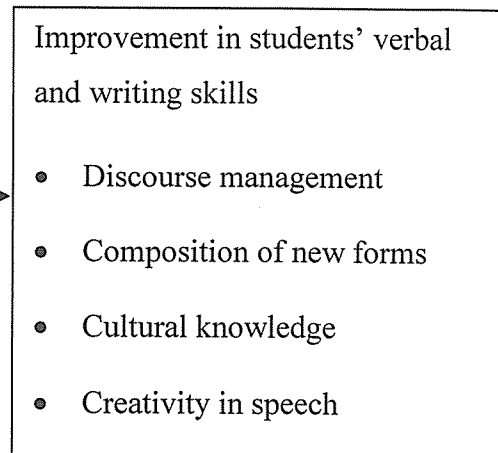 Improvement in students’ verbal
and writing skills
• Discourse management
• Composition of new forms
• Cultural knowledge
• Creativity in speech